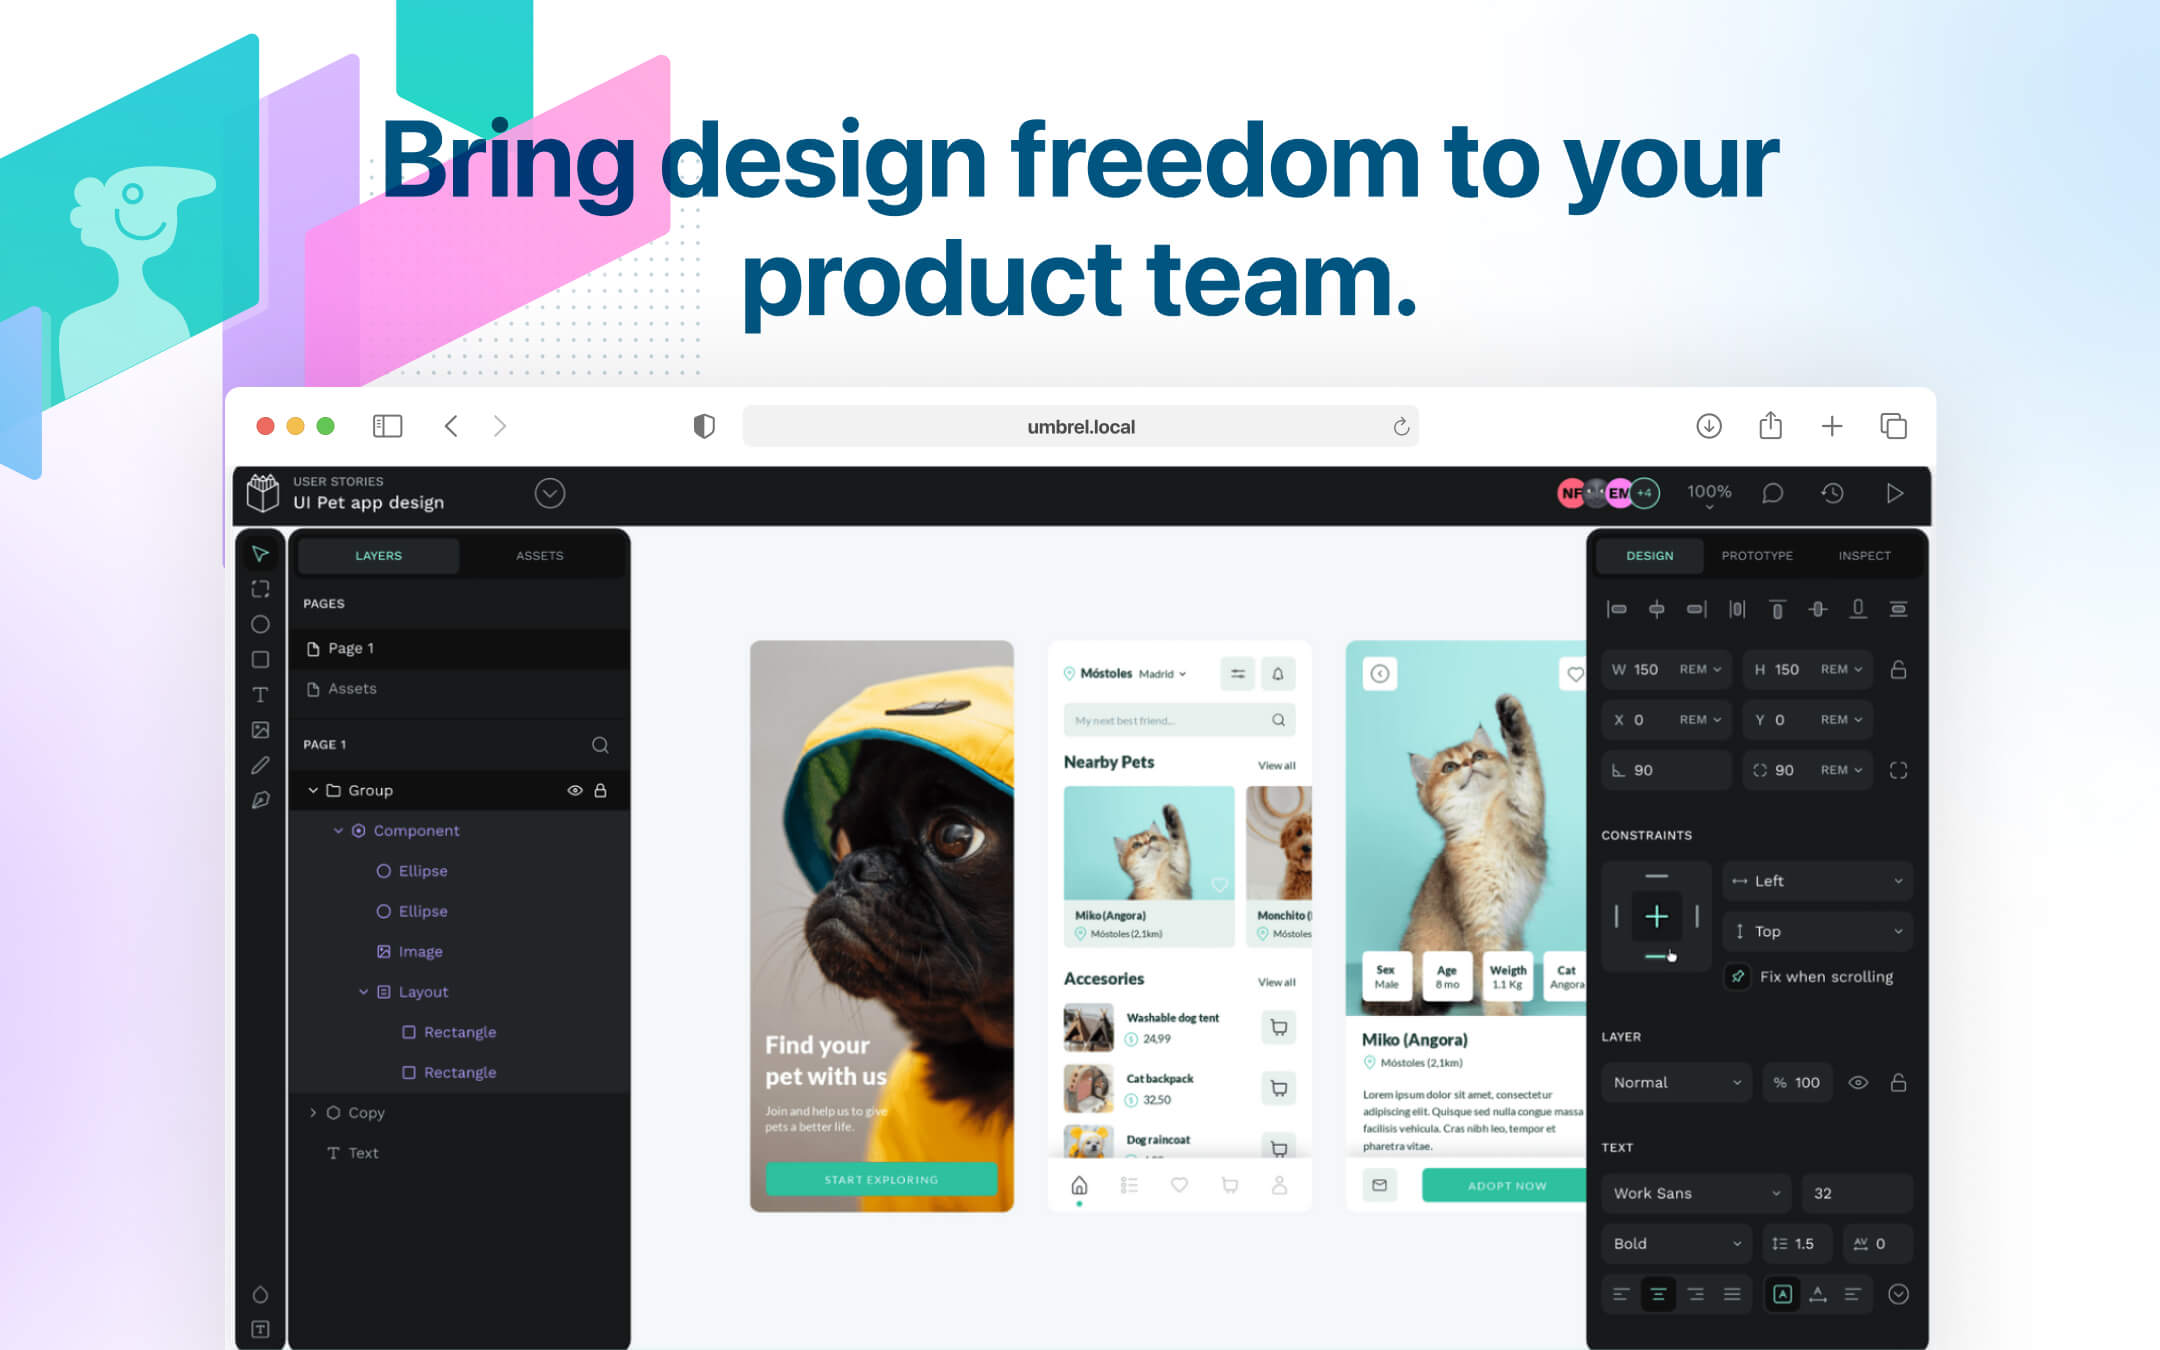 Bring design freedom to your
product team.
umbrel.local
USER STORIES
UI Pet app design
NF
EM
+4
100%
LAYERS
ASSETS
PAGES
Page 1
Assets
PAGE 1
Group
Component
Ellipse
Ellipse
Image
Layout
Rectangle
Rectangle
Copy
Text
Find your
pet with us
Join and help us to give
pets a better life.
START EXPLORING
Móstoles Madrid
My next best friend...
Nearby Pets View all
Miko (Angora)
Móstoles (2,1km)
Monchito (
Móstoles
Accesories View all
Washable dog tent
$ 24,99
Cat backpack
$ 32,50
Dog raincoat
Sex
Male
Age
8 mo
Weigth
1.1 Kg
Cat
Angora
Miko (Angora)
Móstoles (2,1km)
Lorem ipsum dolor sit amet, consectetur
adipiscing elit. Quisque sed nulla congue massa
facilisis vehicula. Cras nibh leo, tempor et
pharetra vitae.
ADOPT NOW
DESIGN
PROTOTYPE
INSPECT
W 150 REM
H 150 REM
X 0 REM
Y 0 REM
90
90 REM
CONSTRAINTS
Left
Top
Fix when scrolling
LAYER
Normal
% 100
TEXT
Work Sans
32
Bold
1.5
AV 0